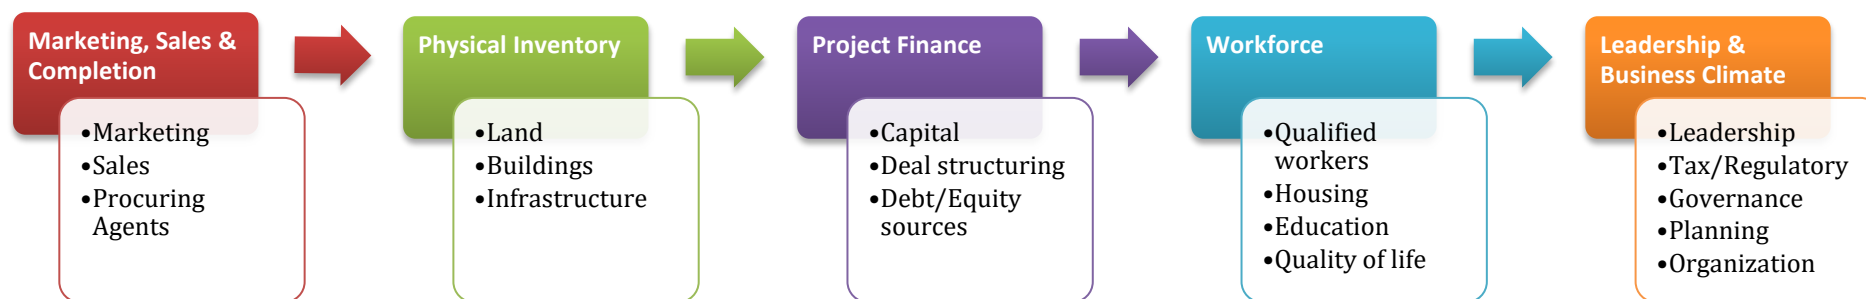 Marketing, Sales &
Completion
•Marketing
•Sales
•Procuring
Agents
Physical Inventory
•Land
•Buildings
•Infrastructure
Project Finance
•Capital
•Deal structuring
•Debt/Equity
sources
Workforce
•Qualified
workers
•Housing
•Education
•Quality of life
Leadership &
Business Climate
•Leadership
•Tax/Regulatory
•Governance
•Planning
•Organization